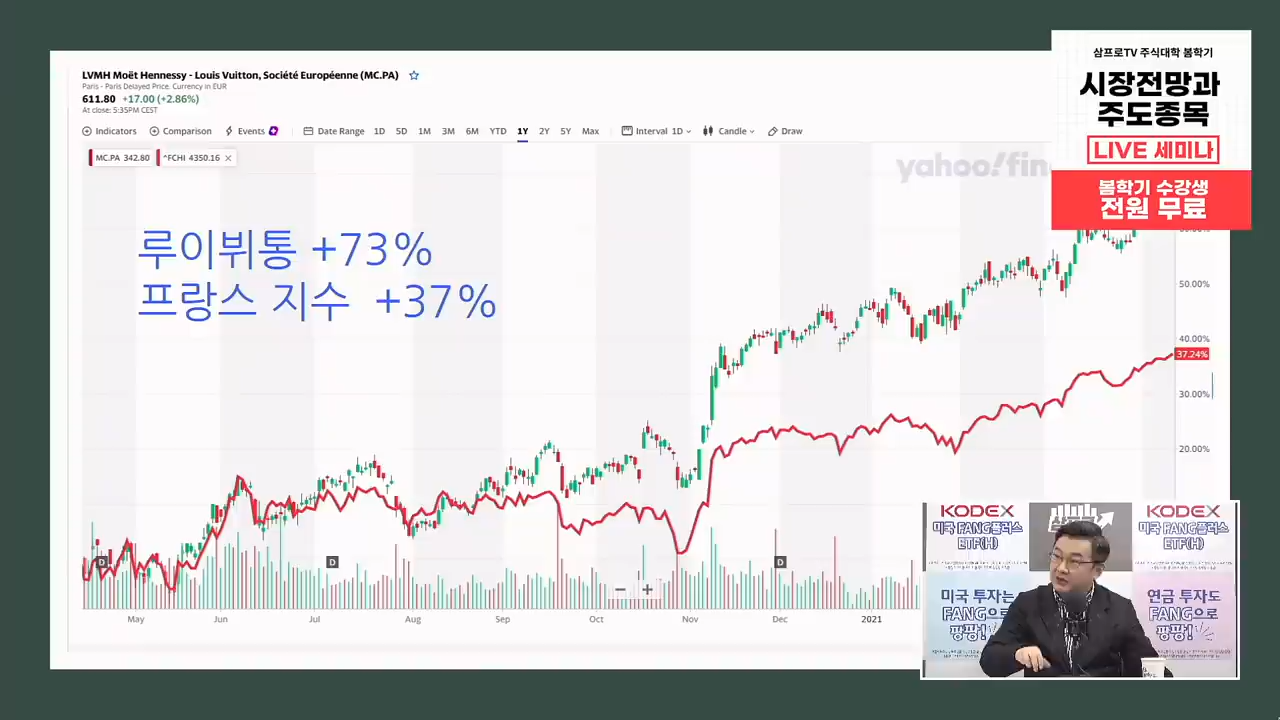 LVMH Moët Hennessy - Louis Vuitton, Société Européenne (MC.PA)
Paris - Paris Delayed Price. Currency in EUR
611.80 +17.00 (+2.86%)
At close: 5:35PM CEST
Indicators Comparison Events Date Range 1D 5D 1M 3M 6M YTD 1Y 2Y 5Y Max Interval 1D Candle Draw
MC.PA 342.80 ^FCHI 4350.16
yahoo!fin
루이뷔통 +73%
프랑스 지수 +37%
50.00%
40.00%
37.24%
30.00%
20.00%
D D D
May Jun Jul Aug Sep Oct Nov Dec 2021
삼프로TV 주식대학 봄학기
시장전망과
주도종목
LIVE 세미나
봄학기 수강생
전원 무료
KODEX
미국 FANG플러스
ETF(H)
KODEX
미국 FANG플러스
ETF(H)
미국 투자는
FANG으로
팡팡!
연금 투자도
FANG으로
팡팡!